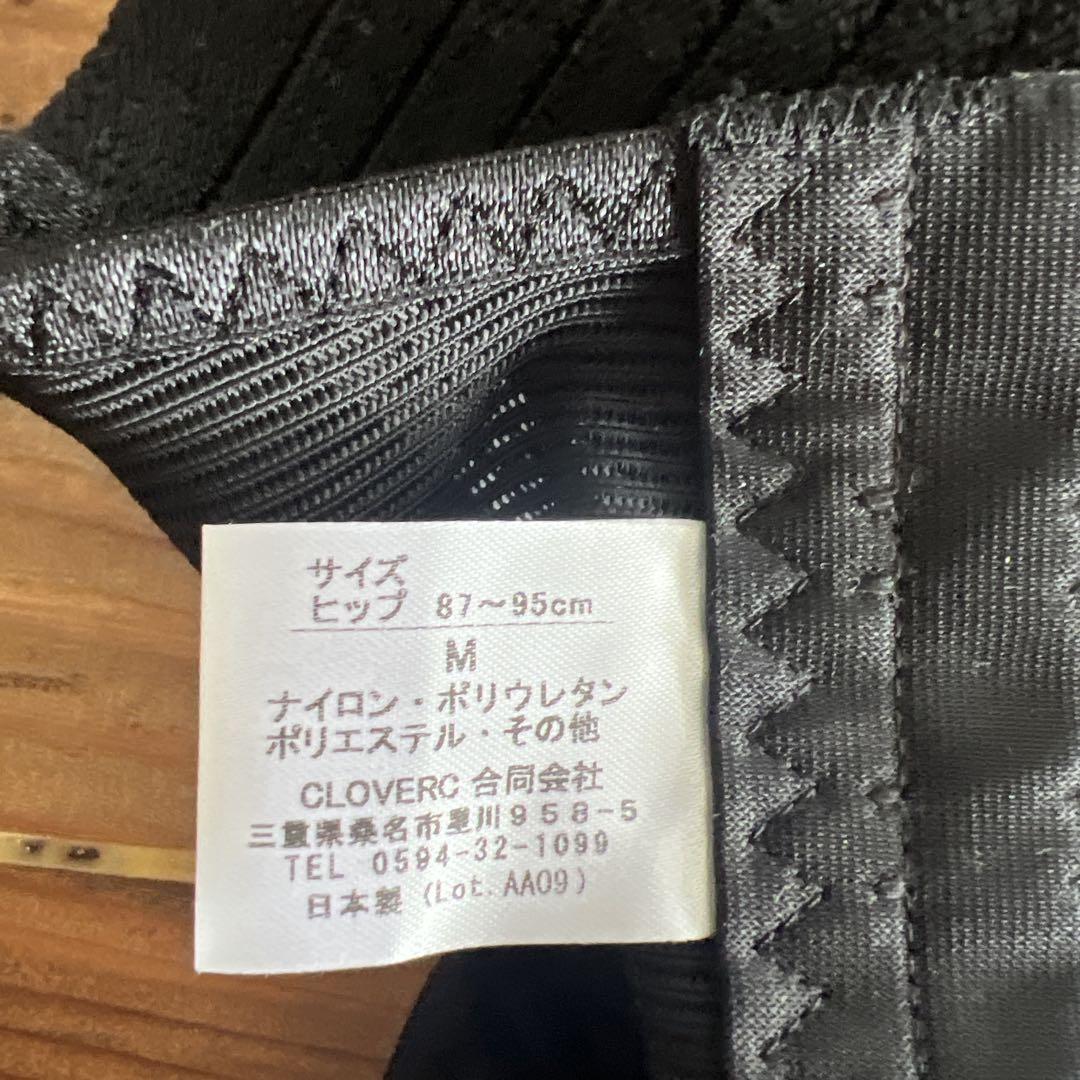 サイズ
ヒップ 87～95cm
M
ナイロン・ポリウレタン
ポリエステル・その他
CLOVERC 合同会社
三重県桑名市星川958-5
TEL 0594-32-1099
日本製 (Lot.AA09)